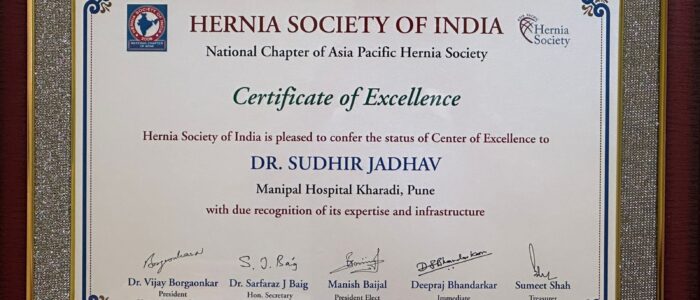 HERNIA SOCIETY OF INDIA
Hernia
Society
National Chapter of Asia Pacific Hernia Society
Certificate of Excellence
Hernia Society of India is pleased to confer the status of Center of Excellence to
DR. SUDHIR JADHAV
Manipal Hospital Kharadi, Pune
with due recognition of its expertise and infrastructure
S. J. Baig
Dr. Vijay Borgaonkar Dr. Sarfaraz J Baig Manish Baijal Deepraj Bhandarkar Sumeet Shah
President Hon. Secretary President Elect Immediate Treasurer